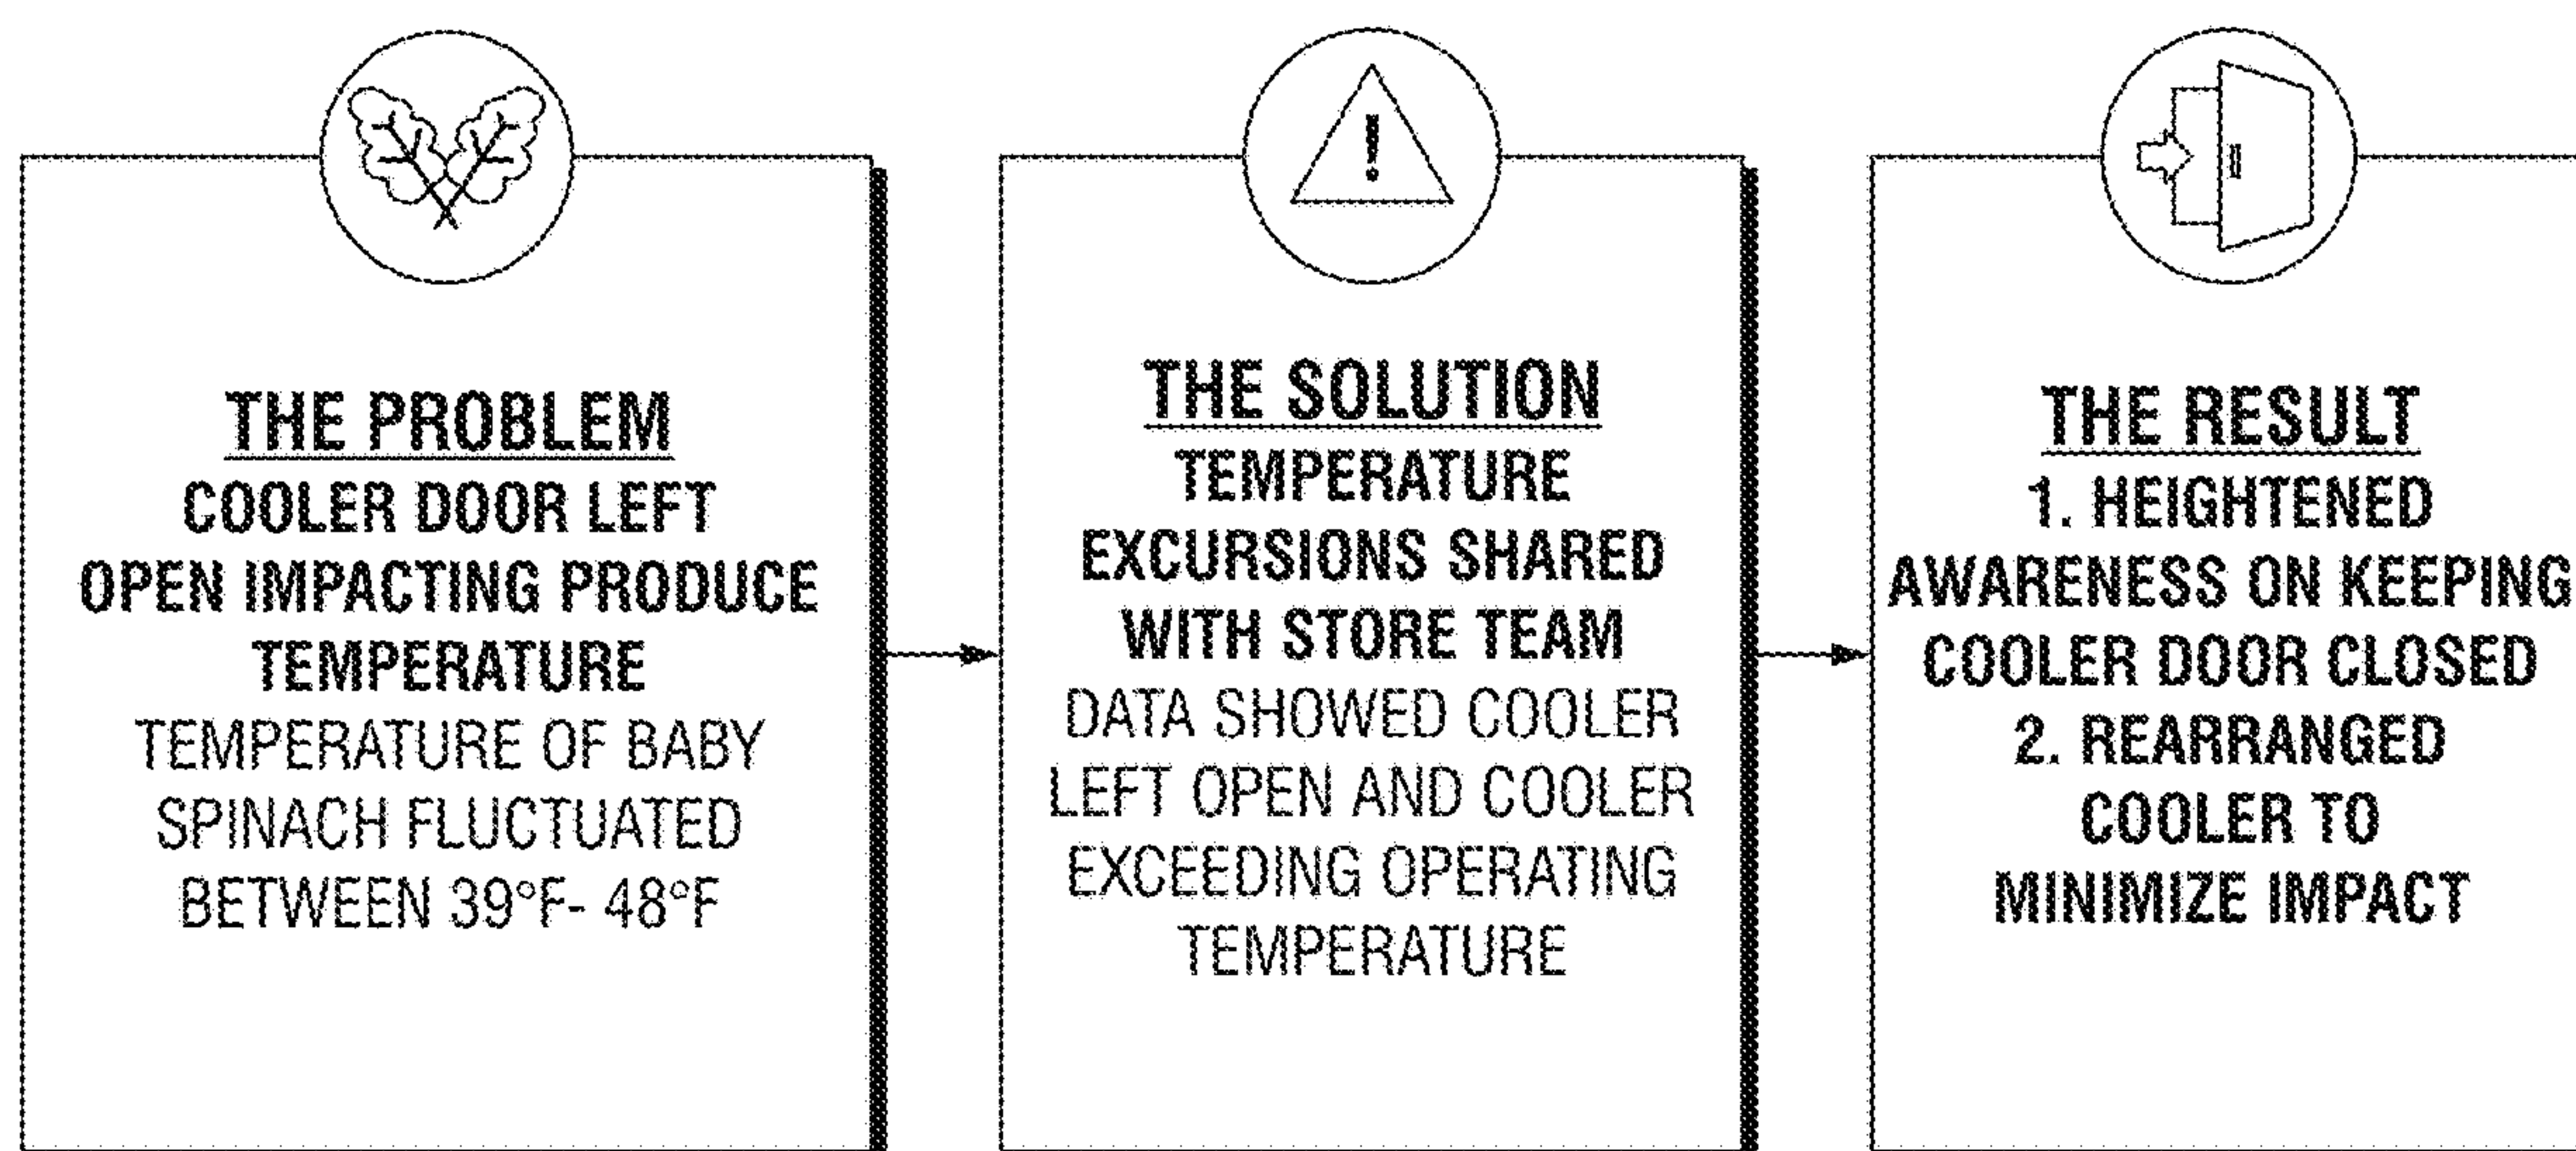 THE PROBLEM
COOLER DOOR LEFT
OPEN IMPACTING PRODUCE
TEMPERATURE
TEMPERATURE OF BABY
SPINACH FLUCTUATED
BETWEEN 39°F- 48°F
THE SOLUTION
TEMPERATURE
EXCURSIONS SHARED
WITH STORE TEAM
DATA SHOWED COOLER
LEFT OPEN AND COOLER
EXCEEDING OPERATING
TEMPERATURE
THE RESULT
1. HEIGHTENED
AWARENESS ON KEEPING
COOLER DOOR CLOSED
2. REARRANGED
COOLER TO
MINIMIZE IMPACT